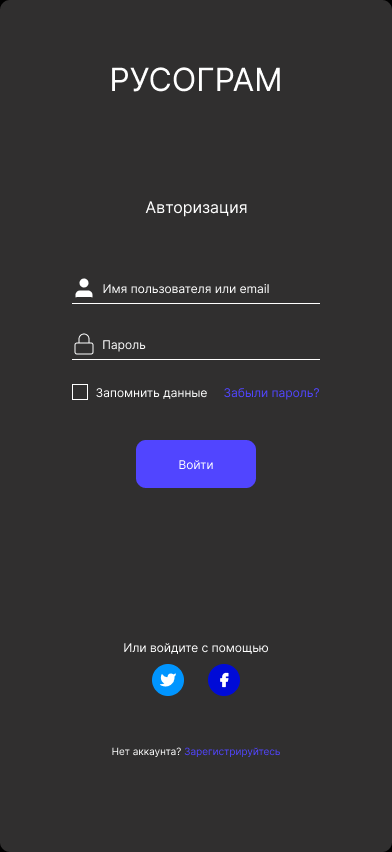 РУСОГРАМ
Авторизация
Имя пользователя или email
Пароль
Запомнить данные Забыли пароль?
Войти
Или войдите с помощью
Нет аккаунта? Зарегистрируйтесь